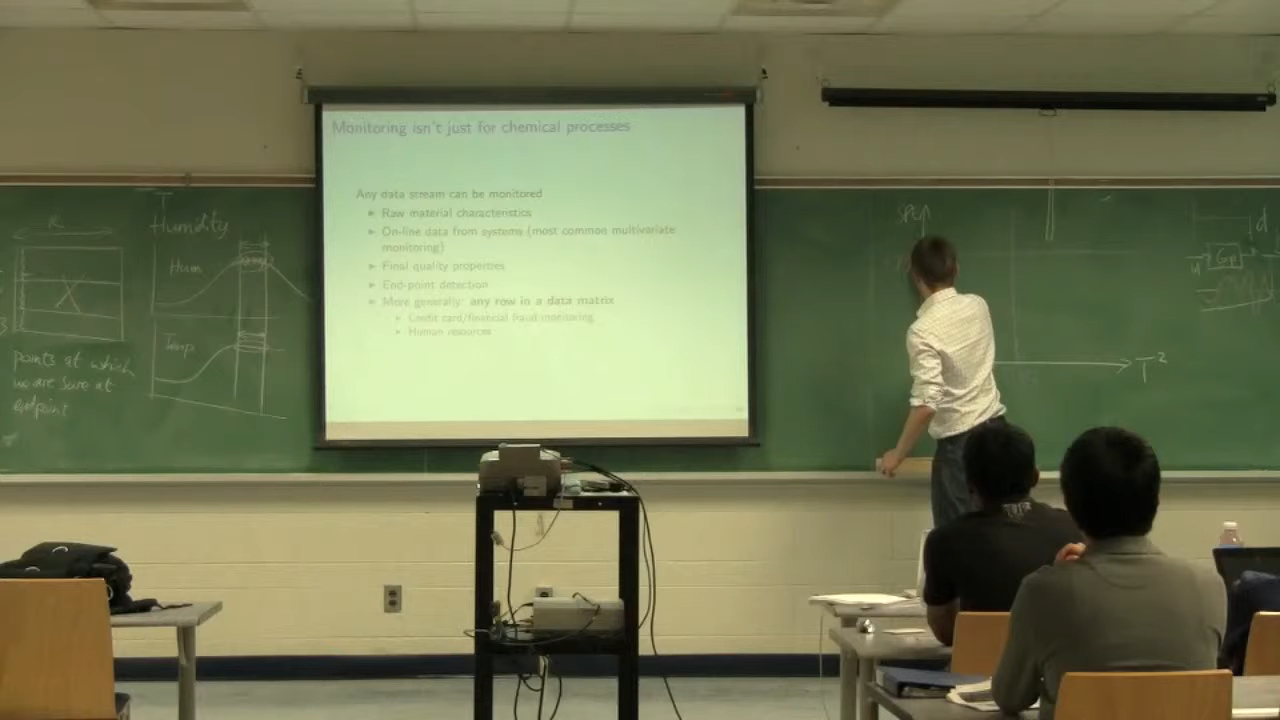 Humidity
Hum
Temp
points at which
we are sure at
endpoint
Monitoring isn't just for chemical processes
Any data stream can be monitored
► Raw material characteristics
► On-line data from systems (most common multivariate
monitoring)
► Final quality properties
► End-point detection
► More generally: any row in a data matrix
► Credit card/financial fraud monitoring
► Human resources
SPE
T²
d